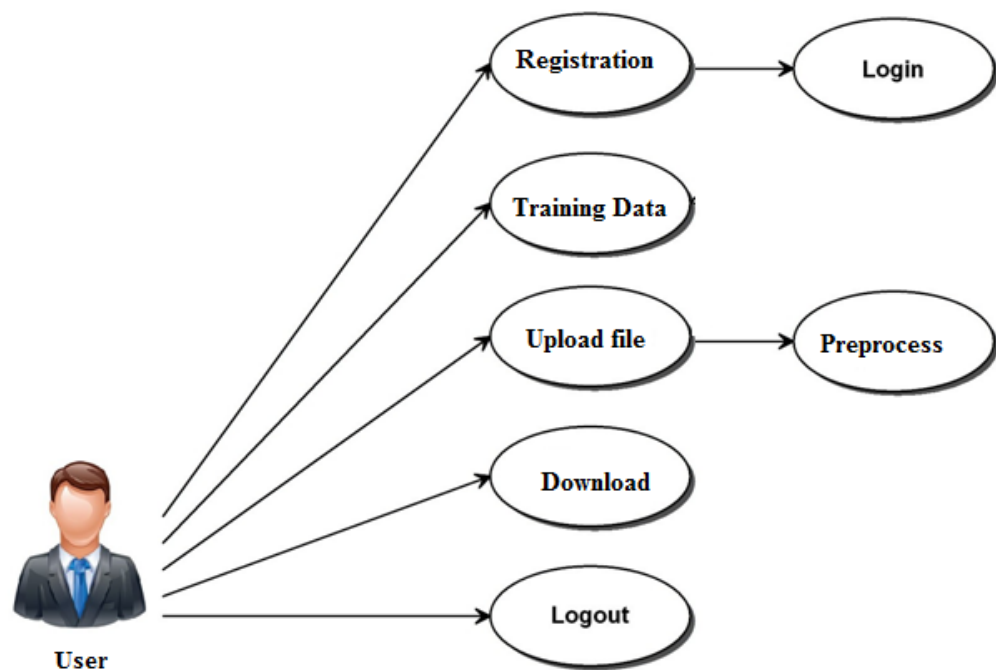 Registration
Login
Training Data
Upload file
Preprocess
Download
Logout
User